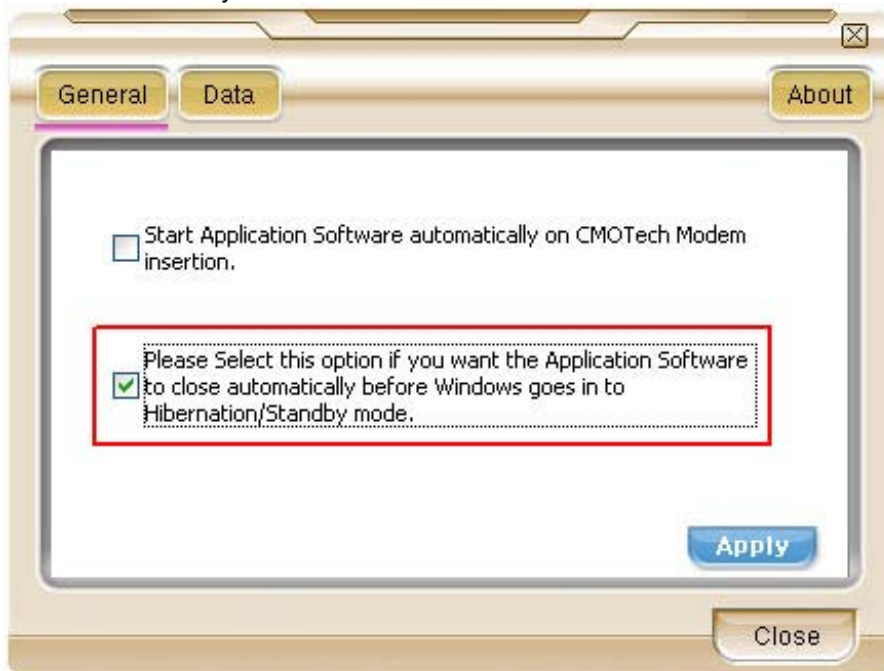 General Data About
Start Application Software automatically on CMOTech Modem
insertion.
Please Select this option if you want the Application Software
to close automatically before Windows goes in to
Hibernation/Standby mode.
Apply
Close